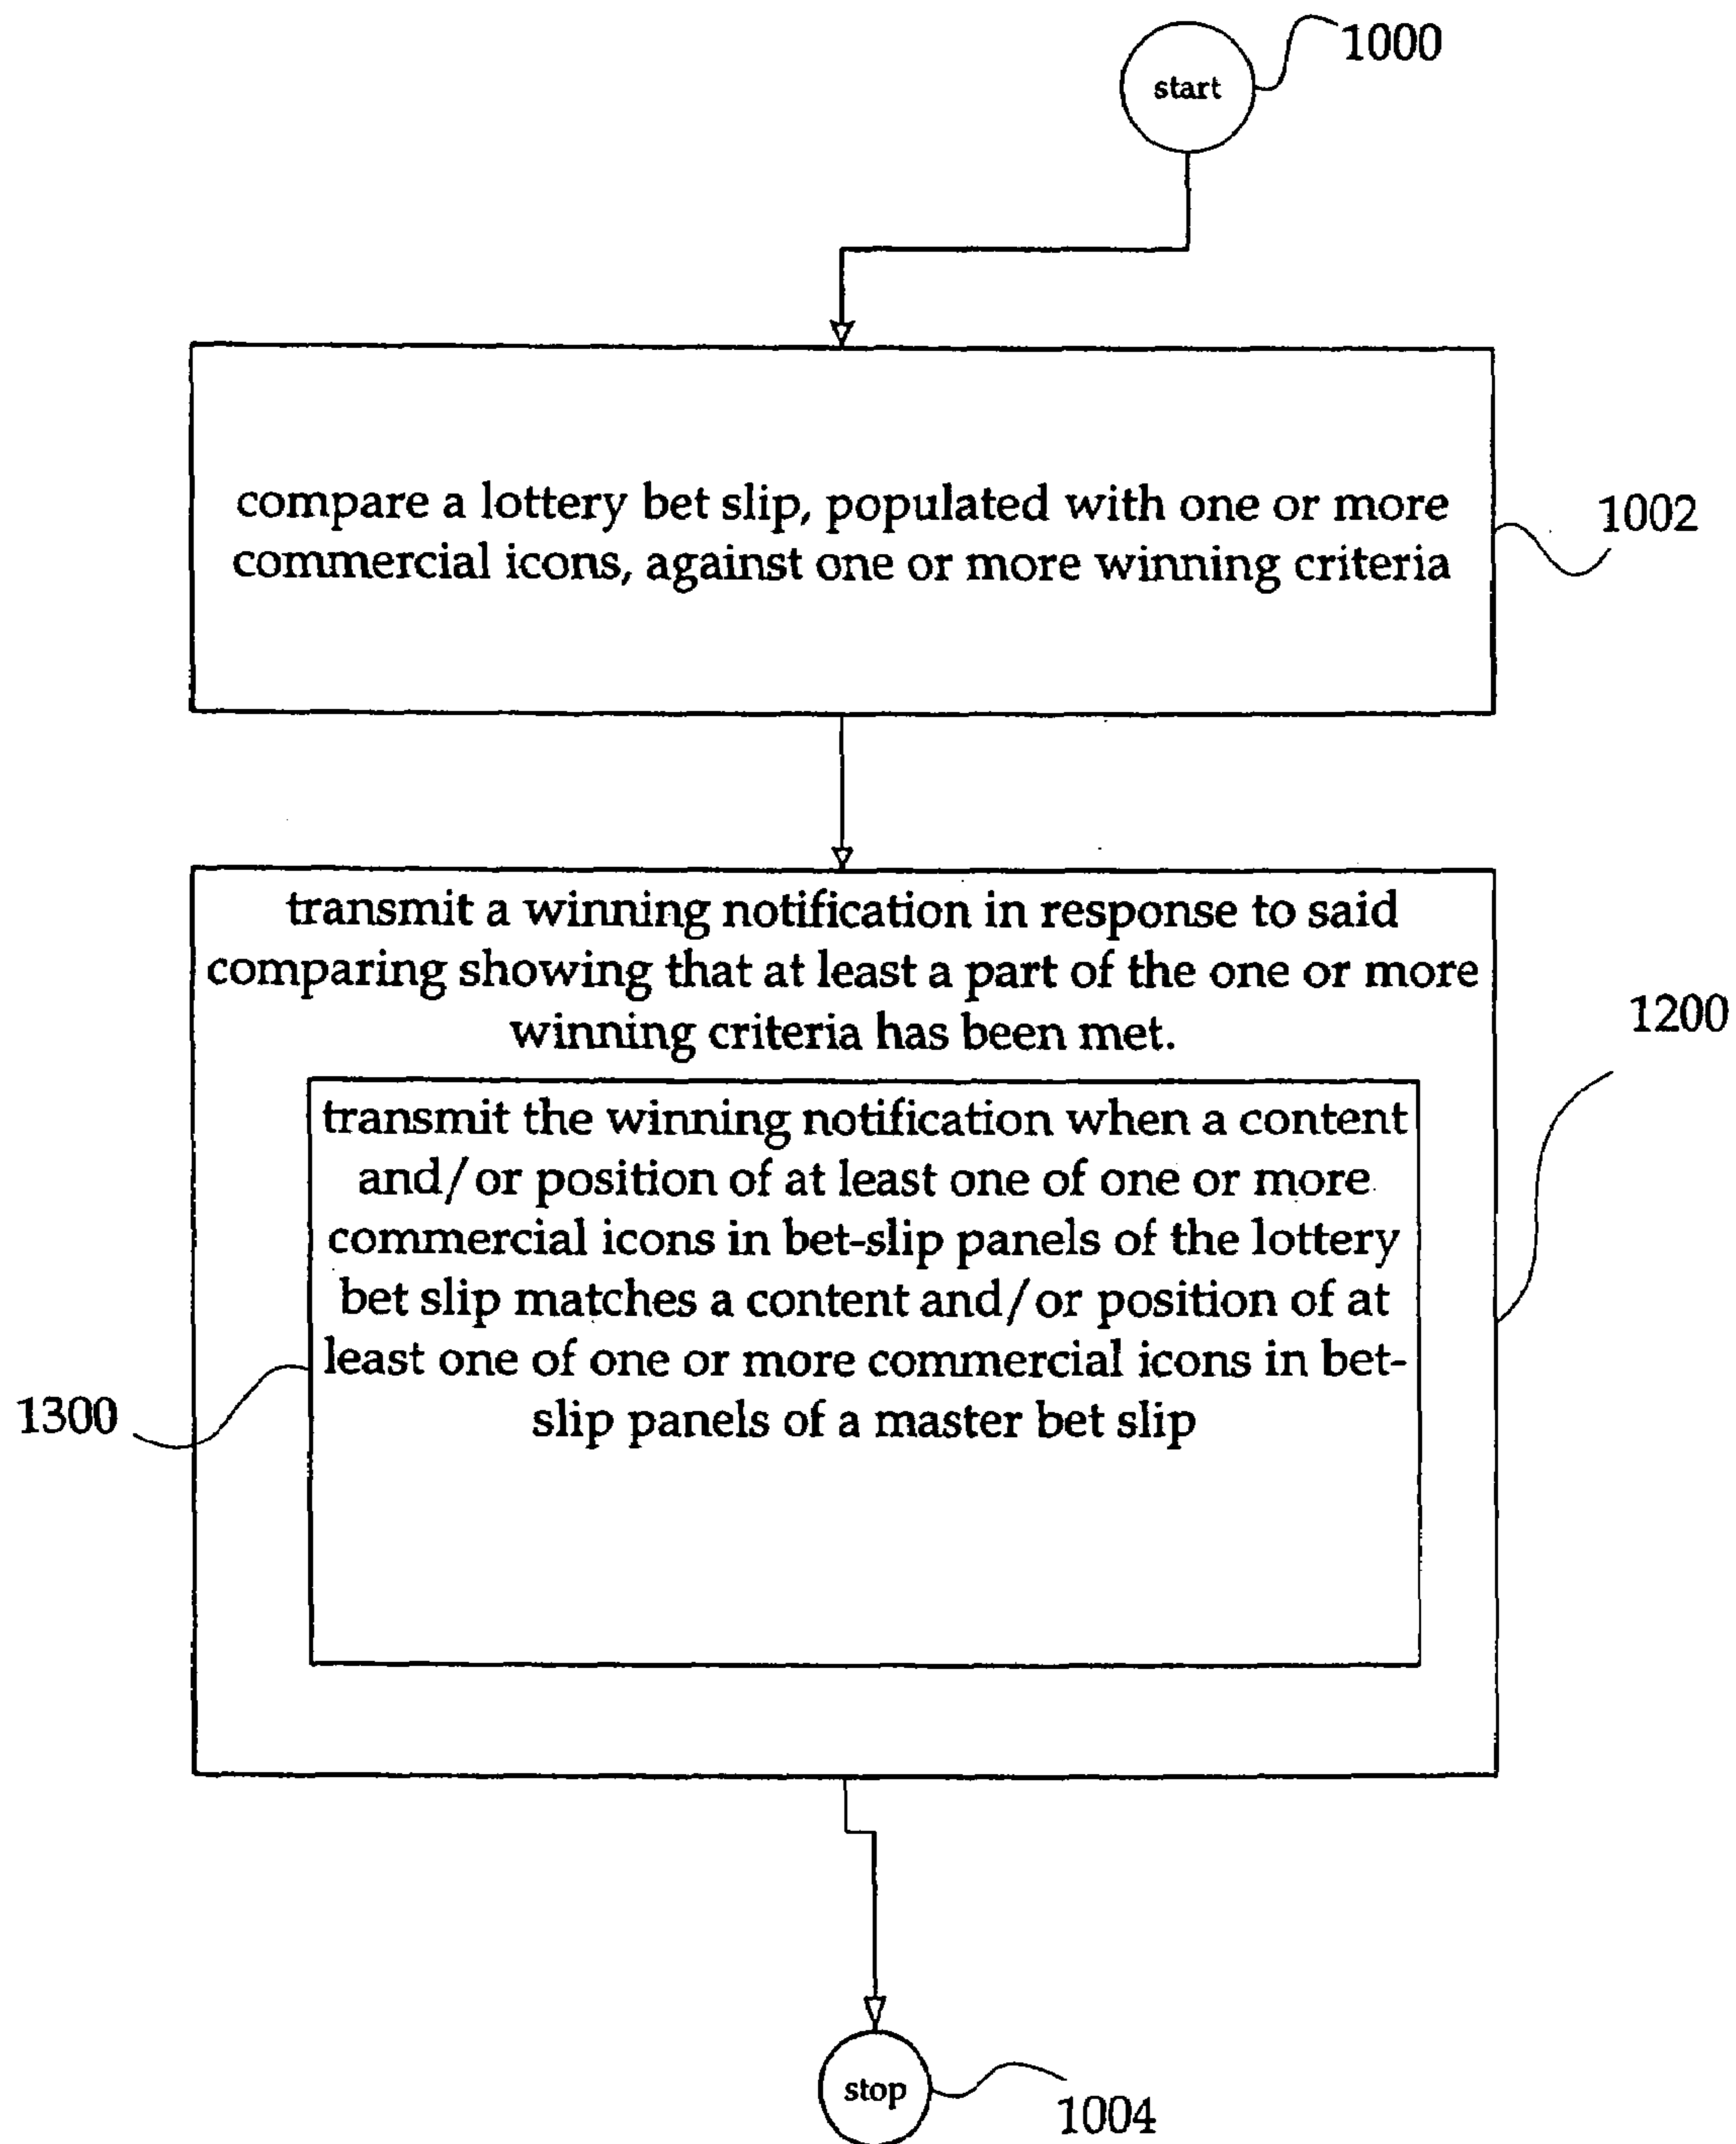 start
1000
compare a lottery bet slip, populated with one or more
commercial icons, against one or more winning criteria
1002
transmit a winning notification in response to said
comparing showing that at least a part of the one or more
winning criteria has been met.
1200
transmit the winning notification when a content
and/or position of at least one of one or more
commercial icons in bet-slip panels of the lottery
bet slip matches a content and/or position of at
least one of one or more commercial icons in bet-
slip panels of a master bet slip
1300
stop
1004